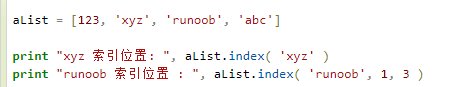 aList = [123, 'xyz', 'runoob', 'abc']
print "xyz 索引位置: ", aList.index( 'xyz' )
print "runoob 索引位置 : ", aList.index( 'runoob', 1, 3 )